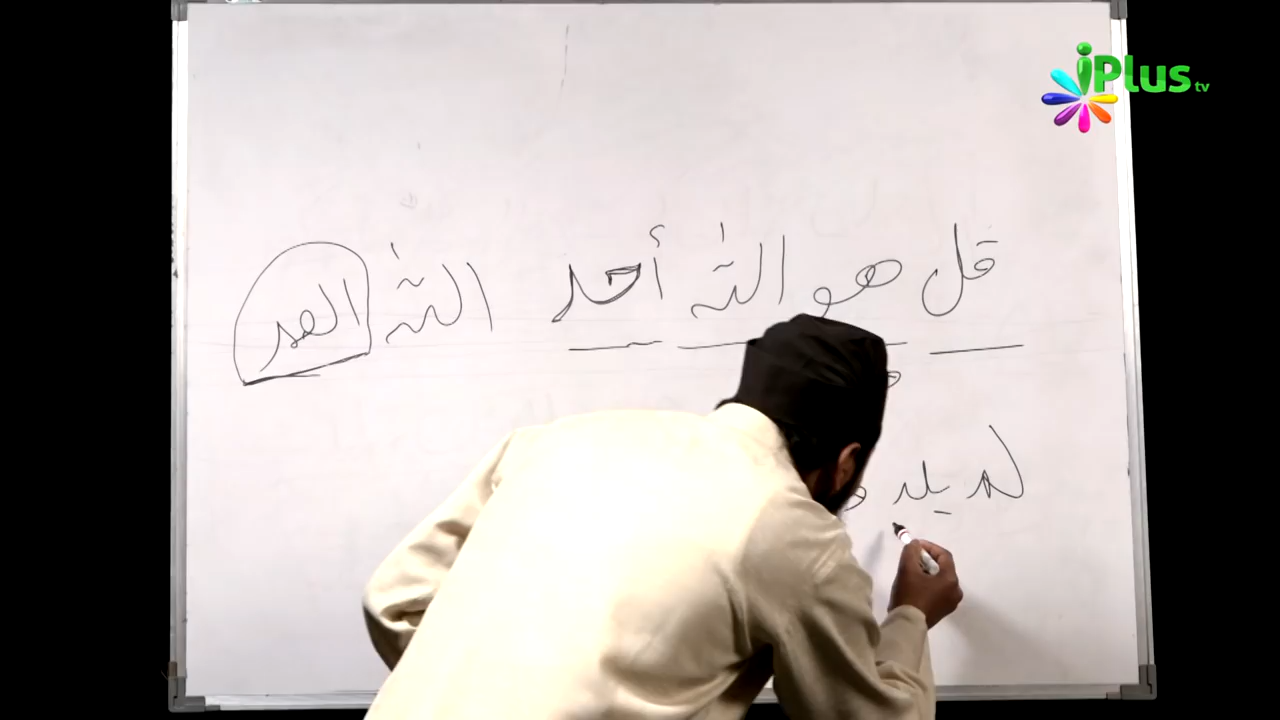 iPlus tv
قل هو الله أحد الله الصمد
لم يلد